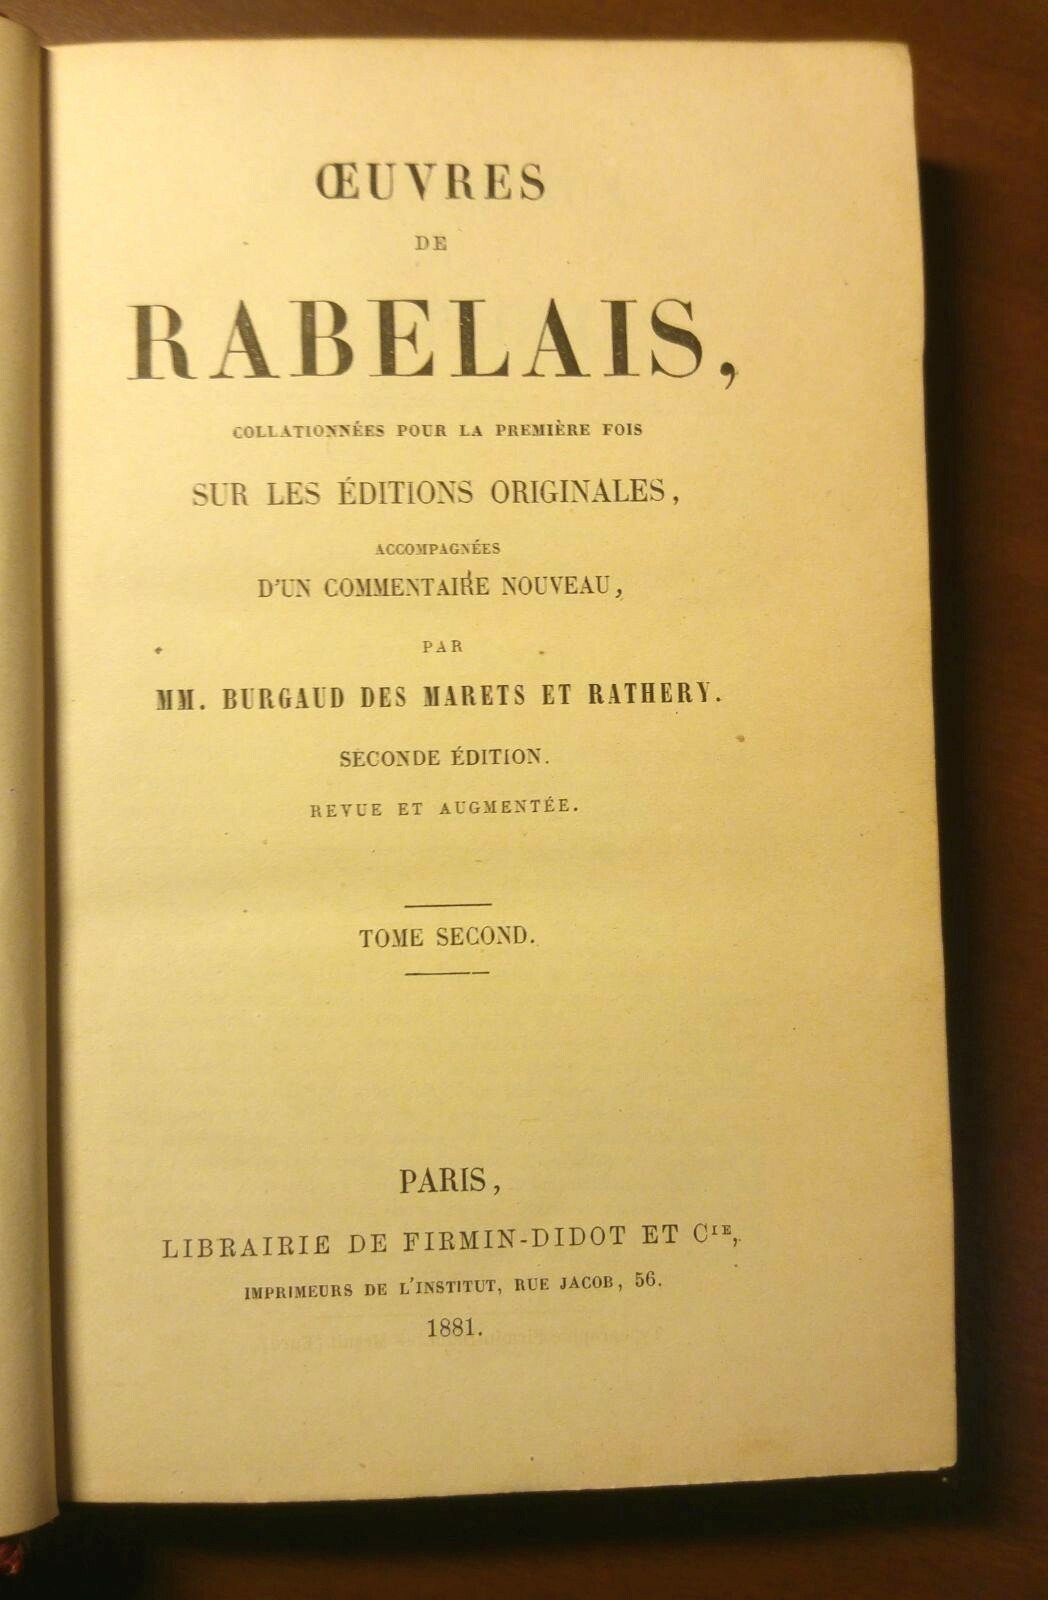 ŒUVRES
DE
RABELAIS,
COLLATIONNÉES POUR LA PREMIÈRE FOIS
SUR LES ÉDITIONS ORIGINALES,
ACCOMPAGNÉES
D'UN COMMENTAIRE NOUVEAU,
PAR
MM. BURGAUD DES MARETS ET RATHERY.
SECONDE ÉDITION.
REVUE ET AUGMENTÉE.
TOME SECOND.
PARIS,
LIBRAIRIE DE FIRMIN-DIDOT ET CIE,
IMPRIMEURS DE L'INSTITUT, RUE JACOB, 56.
1881.